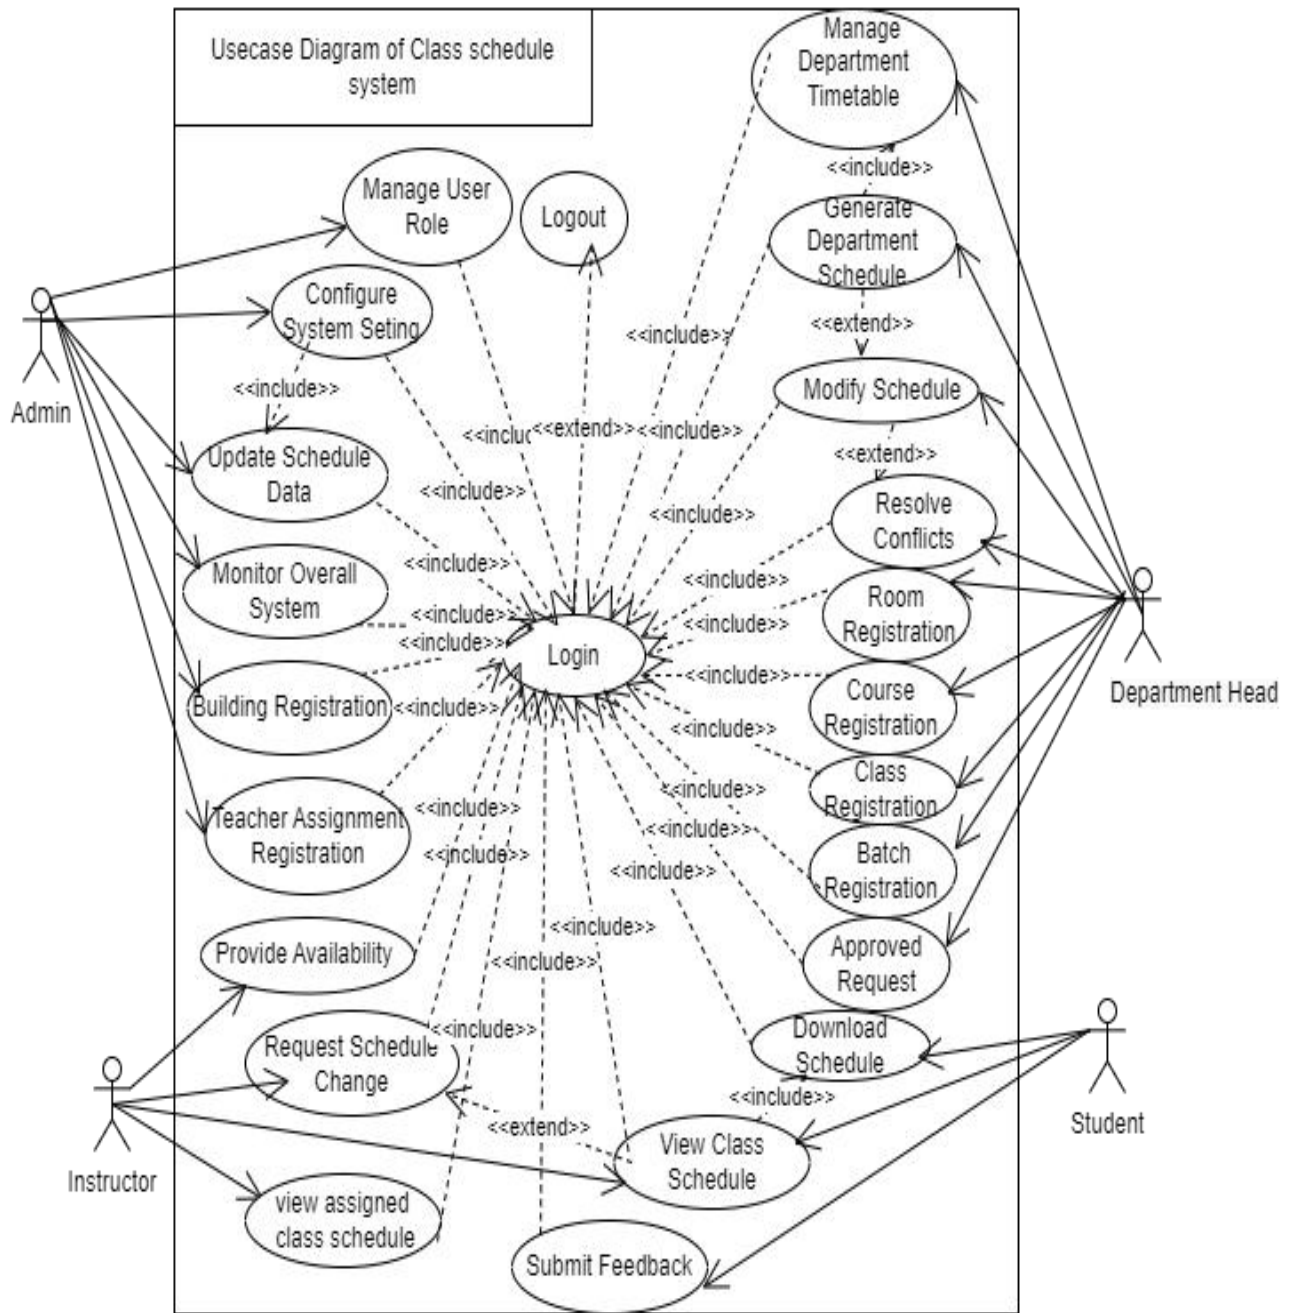 Usecase Diagram of Class schedule
system
Manage
Department
Timetable
<<include>>
Manage User
Role
Logout
Generate
Department
Schedule
Configure
System Seting
<<include>>
<<extend>>
<<include>>
Modify Schedule
Admin
<<inclu
<<extend>>
<<include>>
<<extend>>
Update Schedule
Data
<<include>>
<<include>>
Resolve
Conflicts
<<include>>
<<include>>
Monitor Overall
System
<<include>>
<<include>>
<<include>>
Room
Registration
Login
<<include>>
Department Head
Building Registration
<<include>>
Course
Registration
<<include>>
Class
Registration
<<include>>
Teacher Assignment
Registration
<<include>>
<<include>>
<<include>>
<<include>>
Batch
Registration
<<include>>
Provide Availability
<<include>>
Approved
Request
Request Schedule
Change
<<include>>
Download
Schedule
<<include>>
<<extend>>
Student
Instructor
View Class
Schedule
view assigned
class schedule
Submit Feedback